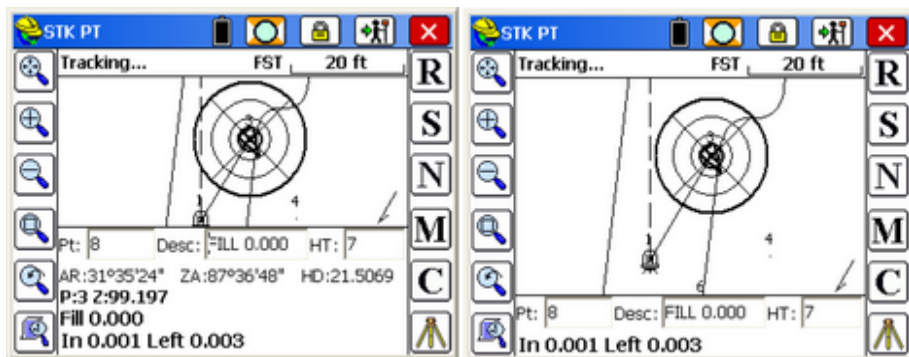 STK PT
Tracking... FST 20 ft
R
S
N
M
C
4
Pt: 8 Desc: FILL 0.000 HT: 7
AR:31°35'24" ZA:87°36'48" HD:21.5069
P:3 Z:99.197
Fill 0.000
In 0.001 Left 0.003
STK PT
Tracking... FST 20 ft
R
S
N
M
C
4
6
Pt: 8 Desc: FILL 0.000 HT: 7
In 0.001 Left 0.003